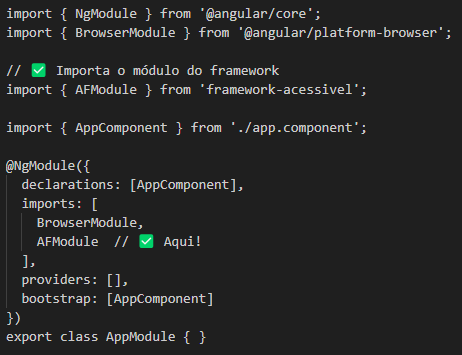 import { NgModule } from '@angular/core';
import { BrowserModule } from '@angular/platform-browser';
// ✅ Importa o módulo do framework
import { AFModule } from 'framework-acessivel';
import { AppComponent } from './app.component';
@NgModule({
  declarations: [AppComponent],
  imports: [
    BrowserModule,
    AFModule  // ✅ Aqui!
  ],
  providers: [],
  bootstrap: [AppComponent]
})
export class AppModule { }